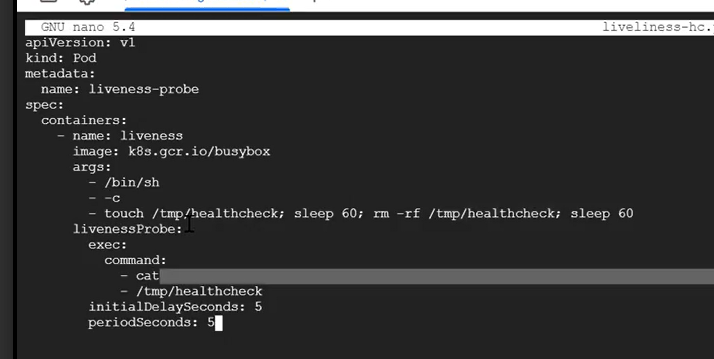 GNU nano 5.4
liveliness-hc.
apiVersion: v1
kind: Pod
metadata:
  name: liveness-probe
spec:
  containers:
    - name: liveness
      image: k8s.gcr.io/busybox
      args:
        - /bin/sh
        - -c
        - touch /tmp/healthcheck; sleep 60; rm -rf /tmp/healthcheck; sleep 60
      livenessProbe:
        exec:
          command:
            - cat
            - /tmp/healthcheck
        initialDelaySeconds: 5
        periodSeconds: 5